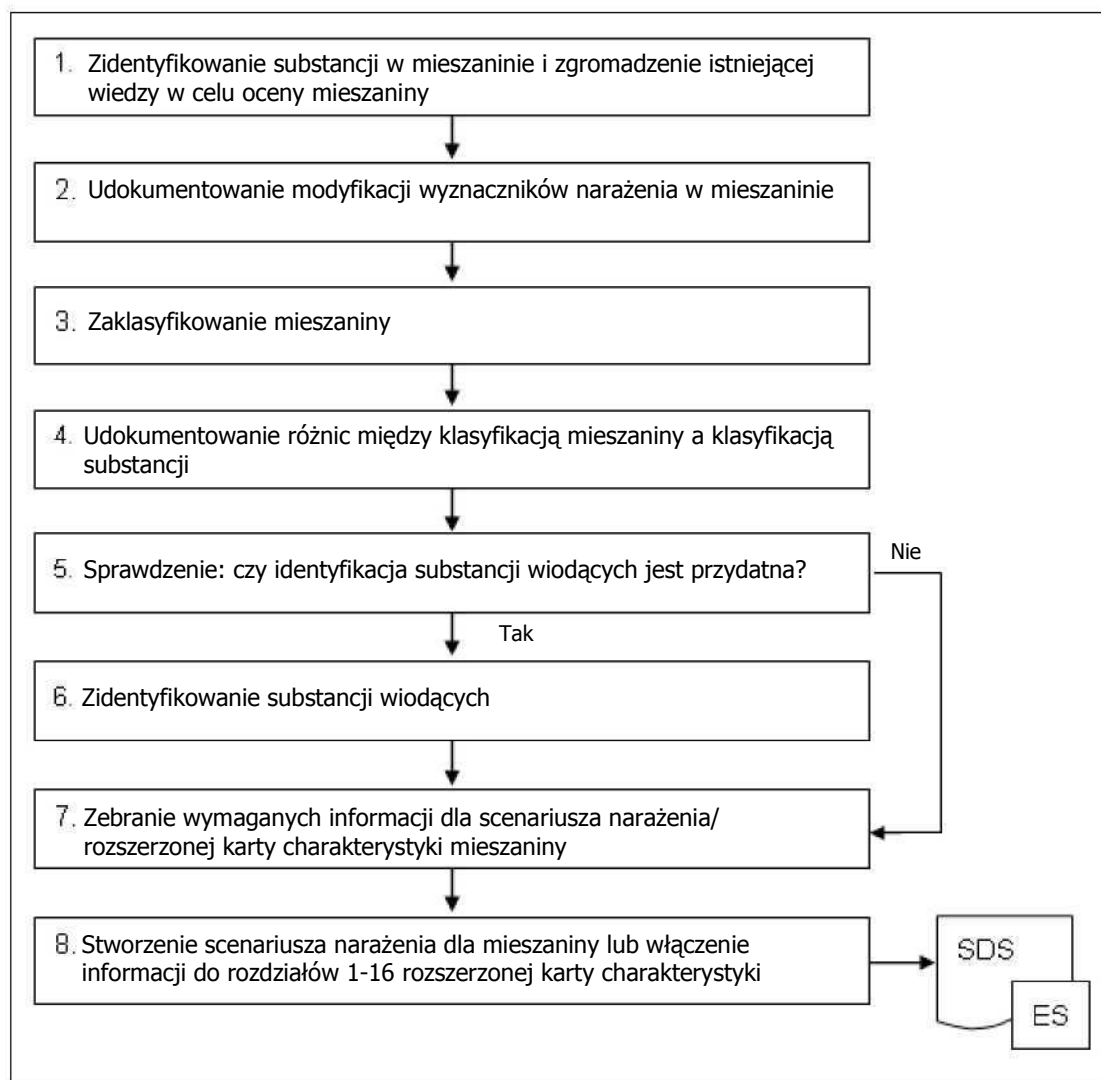 1. Zidentyfikowanie substancji w mieszaninie i zgromadzenie istniejącej
wiedzy w celu oceny mieszaniny
2. Udokumentowanie modyfikacji wyznaczników narażenia w mieszaninie
3. Zaklasyfikowanie mieszaniny
4. Udokumentowanie różnic między klasyfikacją mieszaniny a klasyfikacją
substancji
5. Sprawdzenie: czy identyfikacja substancji wiodących jest przydatna?
Nie
Tak
6. Zidentyfikowanie substancji wiodących
7. Zebranie wymaganych informacji dla scenariusza narażenia/
rozszerzonej karty charakterystyki mieszaniny
8. Stworzenie scenariusza narażenia dla mieszaniny lub włączenie
informacji do rozdziałów 1-16 rozszerzonej karty charakterystyki
SDS
ES